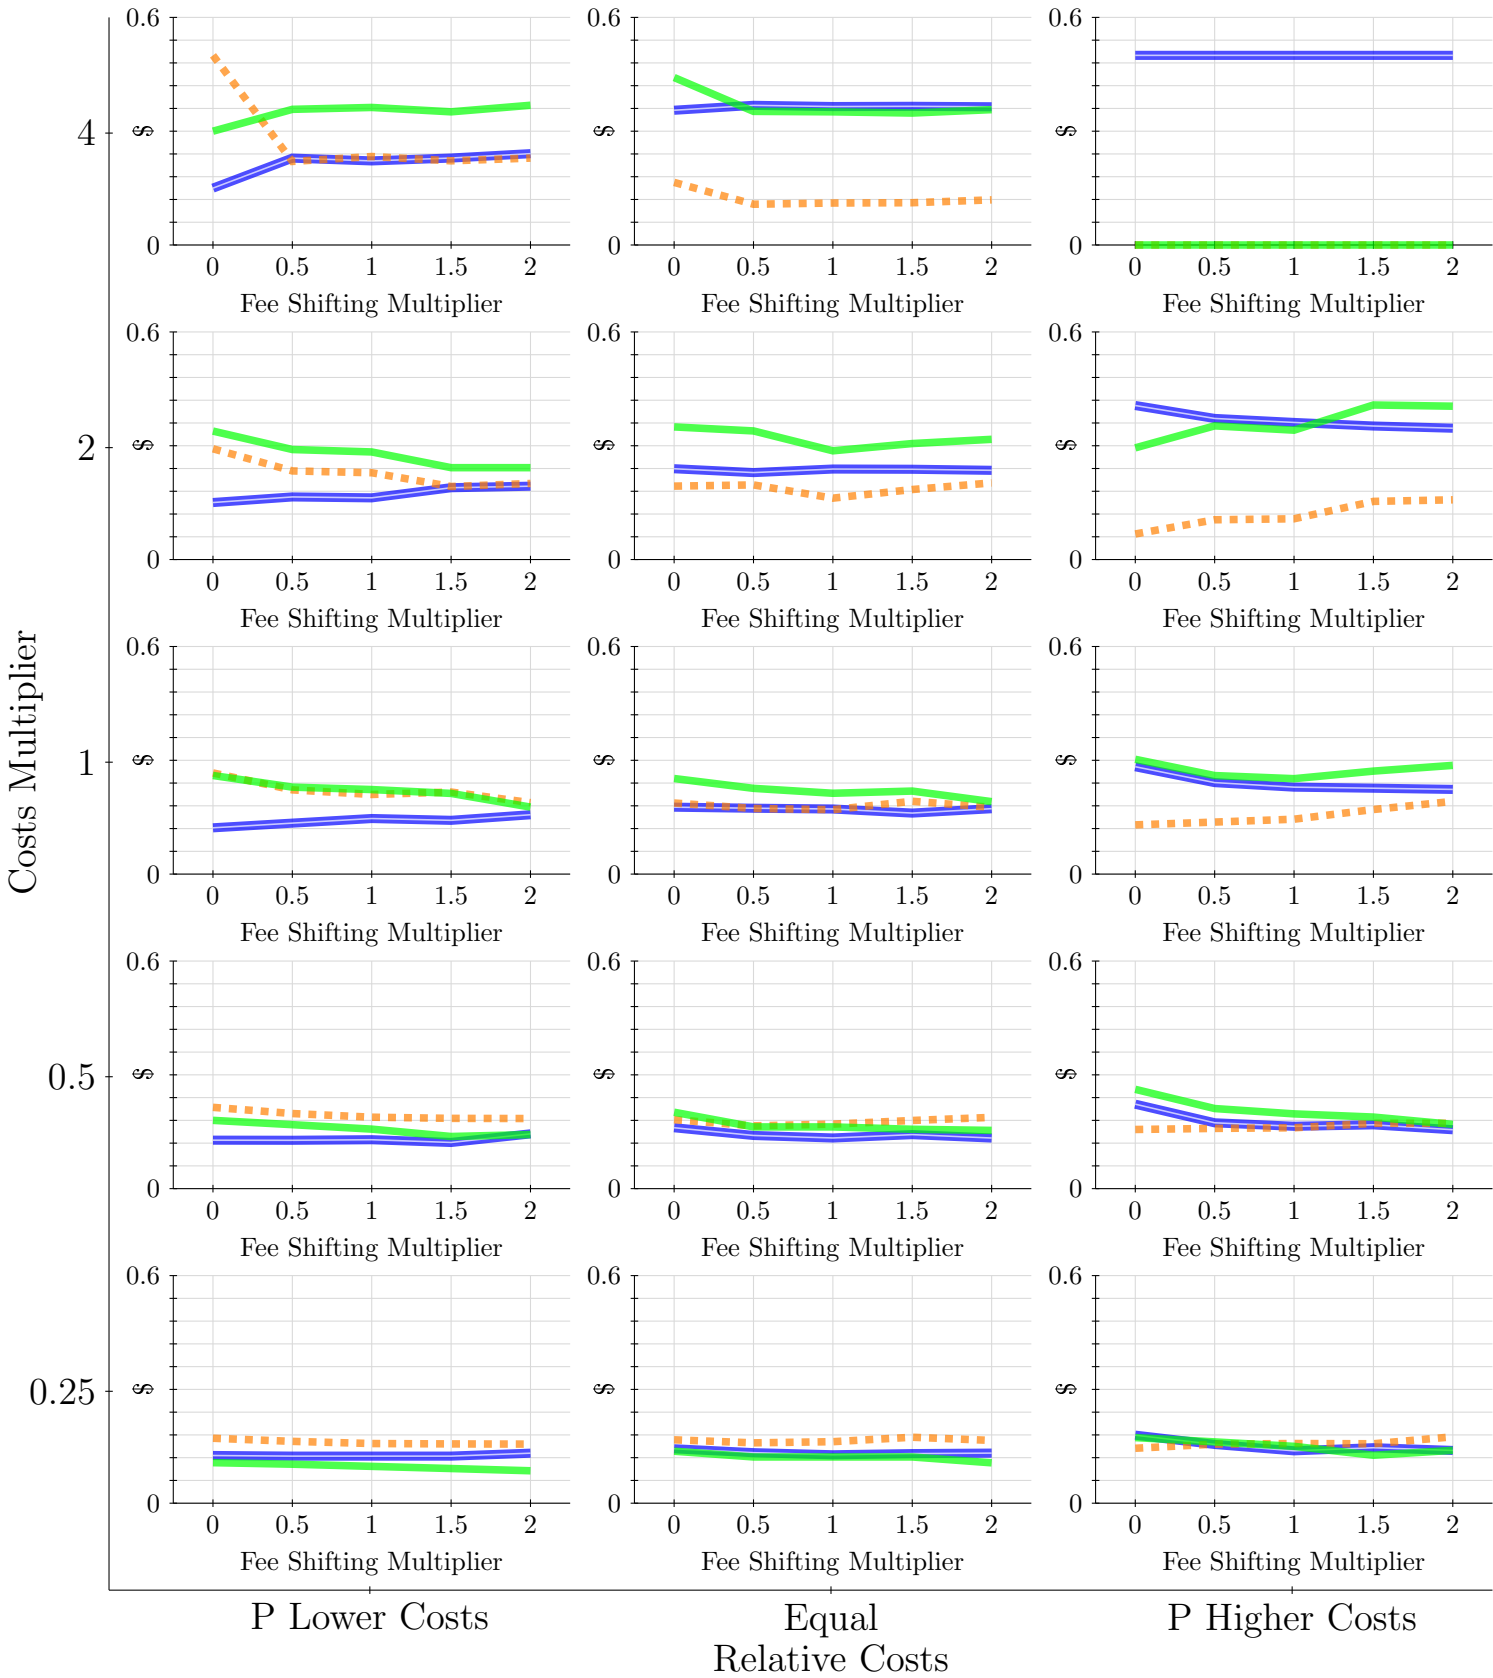 0.6 0.6 0.6
4 $ $ $
0 0 0
0 0.5 1 1.5 2 0 0.5 1 1.5 2 0 0.5 1 1.5 2
Fee Shifting Multiplier Fee Shifting Multiplier Fee Shifting Multiplier
0.6 0.6 0.6
2 $ $ $
0 0 0
0 0.5 1 1.5 2 0 0.5 1 1.5 2 0 0.5 1 1.5 2
Fee Shifting Multiplier Fee Shifting Multiplier Fee Shifting Multiplier
Costs Multiplier
0.6 0.6 0.6
1 $ $ $
0 0 0
0 0.5 1 1.5 2 0 0.5 1 1.5 2 0 0.5 1 1.5 2
Fee Shifting Multiplier Fee Shifting Multiplier Fee Shifting Multiplier
0.6 0.6 0.6
0.5 $ $ $
0 0 0
0 0.5 1 1.5 2 0 0.5 1 1.5 2 0 0.5 1 1.5 2
Fee Shifting Multiplier Fee Shifting Multiplier Fee Shifting Multiplier
0.6 0.6 0.6
0.25 $ $ $
0 0 0
0 0.5 1 1.5 2 0 0.5 1 1.5 2 0 0.5 1 1.5 2
Fee Shifting Multiplier Fee Shifting Multiplier Fee Shifting Multiplier
P Lower Costs Equal P Higher Costs
Relative Costs